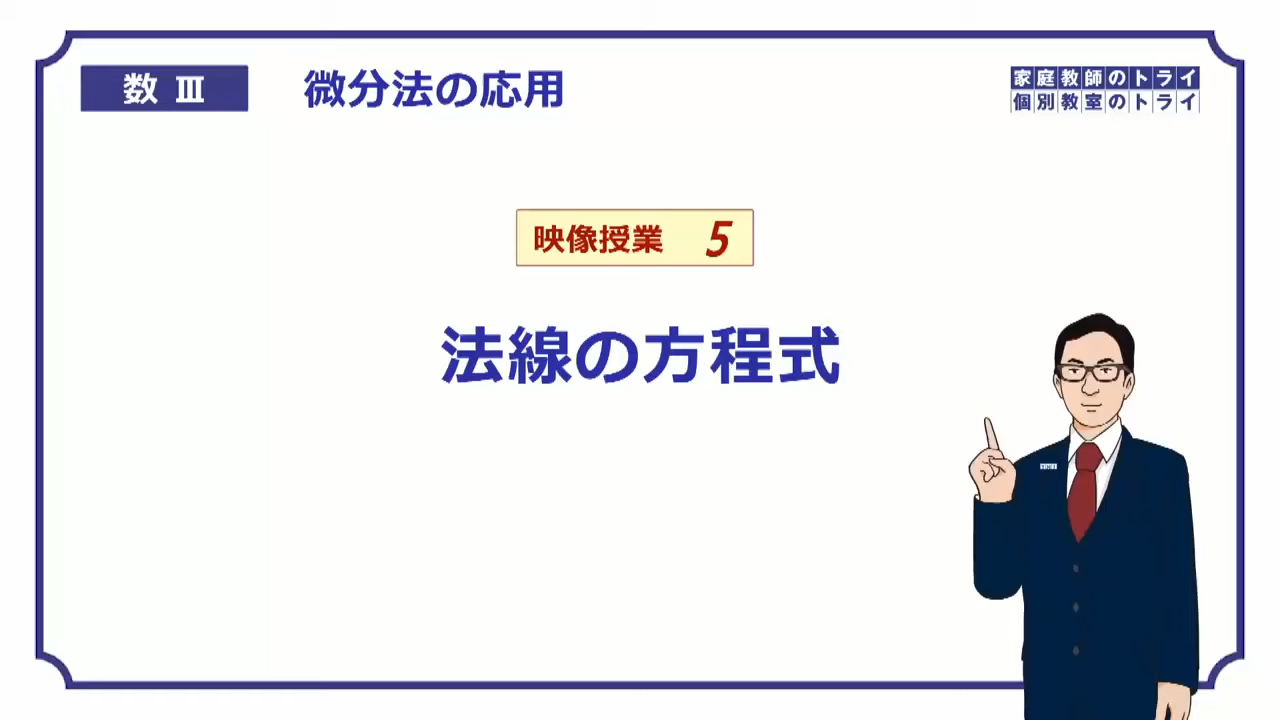 数 Ⅲ
微分法の応用
家庭教師のトライ
個別教室のトライ
映像授業 5
法線の方程式